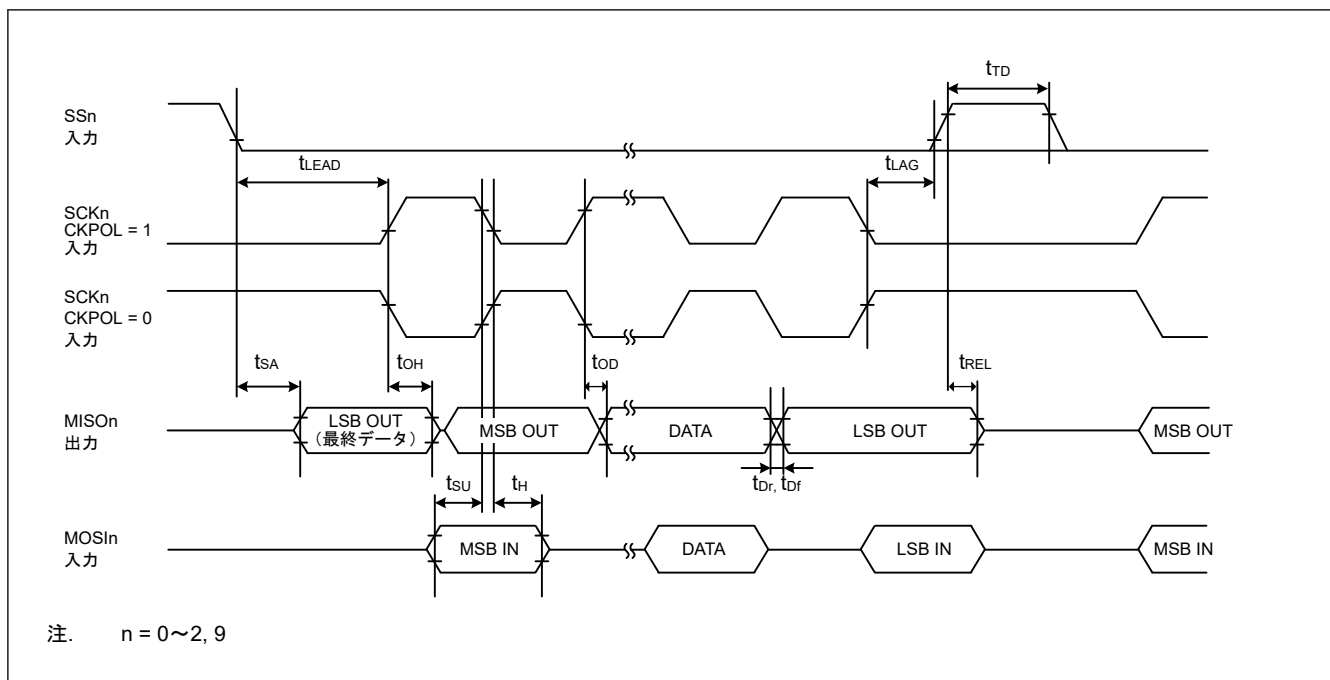 tTD
SSn
入力
tLEAD
tLAG
SCKn
CKPOL = 1
入力
SCKn
CKPOL = 0
入力
tSA
tOH
tOD
tREL
MISOn
出力
LSB OUT
(最終データ)
MSB OUT
DATA
LSB OUT
MSB OUT
tSU
tH
tDr, tDf
MOSIn
入力
MSB IN
DATA
LSB IN
MSB IN
注. n = 0～2, 9